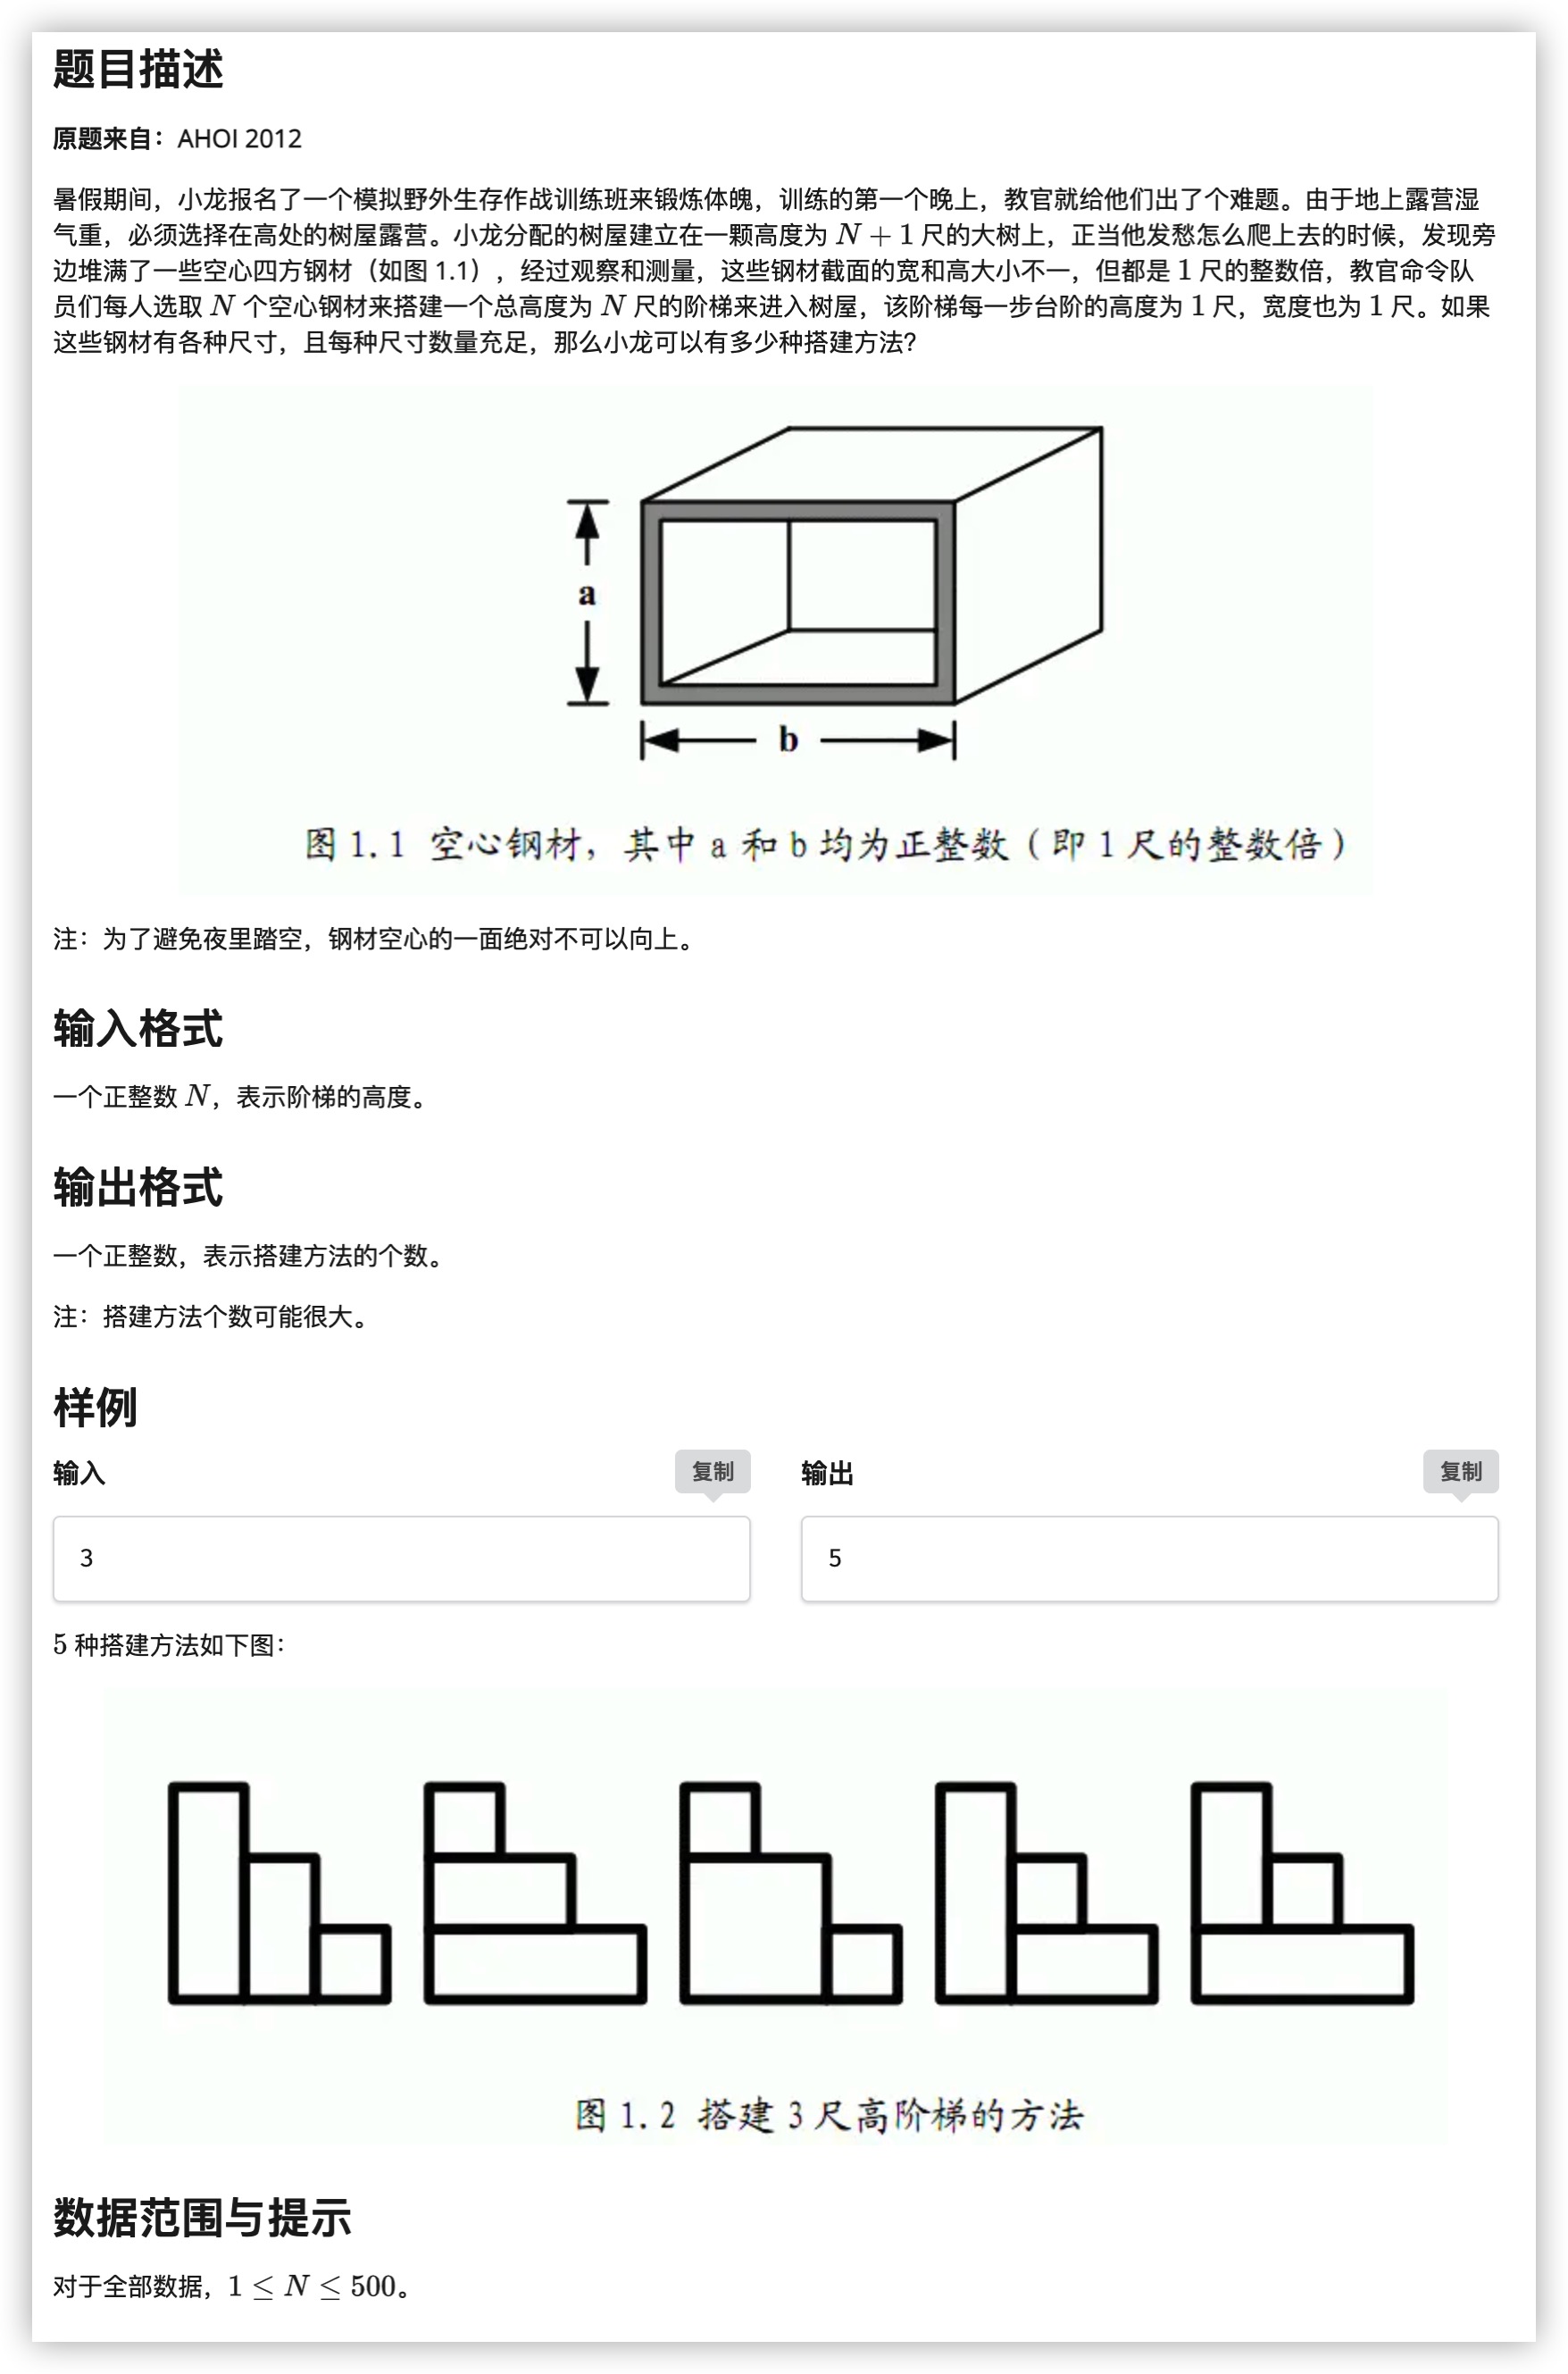 题目描述
原题来自：AHOI 2012
暑假期间，小龙报名了一个模拟野外生存作战训练班来锻炼体魄，训练的第一个晚上，教官就给他们出了个难题。由于地上露营湿
气重，必须选择在高处的树屋露营。小龙分配的树屋建立在一颗高度为 N + 1 尺的大树上，正当他发愁怎么爬上去的时候，发现旁
边堆满了一些空心四方钢材（如图 1.1），经过观察和测量，这些钢材截面的宽和高大小不一，但都是 1 尺的整数倍，教官命令队
员们每人选取 N 个空心钢材来搭建一个总高度为 N 尺的阶梯来进入树屋，该阶梯每一步台阶的高度为 1 尺，宽度也为 1 尺。如果
这些钢材有各种尺寸，且每种尺寸数量充足，那么小龙可以有多少种搭建方法？
a
b
图 1.1 空心钢材，其中 a 和 b 均为正整数（即 1 尺的整数倍）
注：为了避免夜里踏空，钢材空心的一面绝对不可以向上。
输入格式
一个正整数 N，表示阶梯的高度。
输出格式
一个正整数，表示搭建方法的个数。
注：搭建方法个数可能很大。
样例
输入 复制 输出 复制
3 5
5 种搭建方法如下图：
图 1.2 搭建 3 尺高阶梯的方法
数据范围与提示
对于全部数据，1 ≤ N ≤ 500。